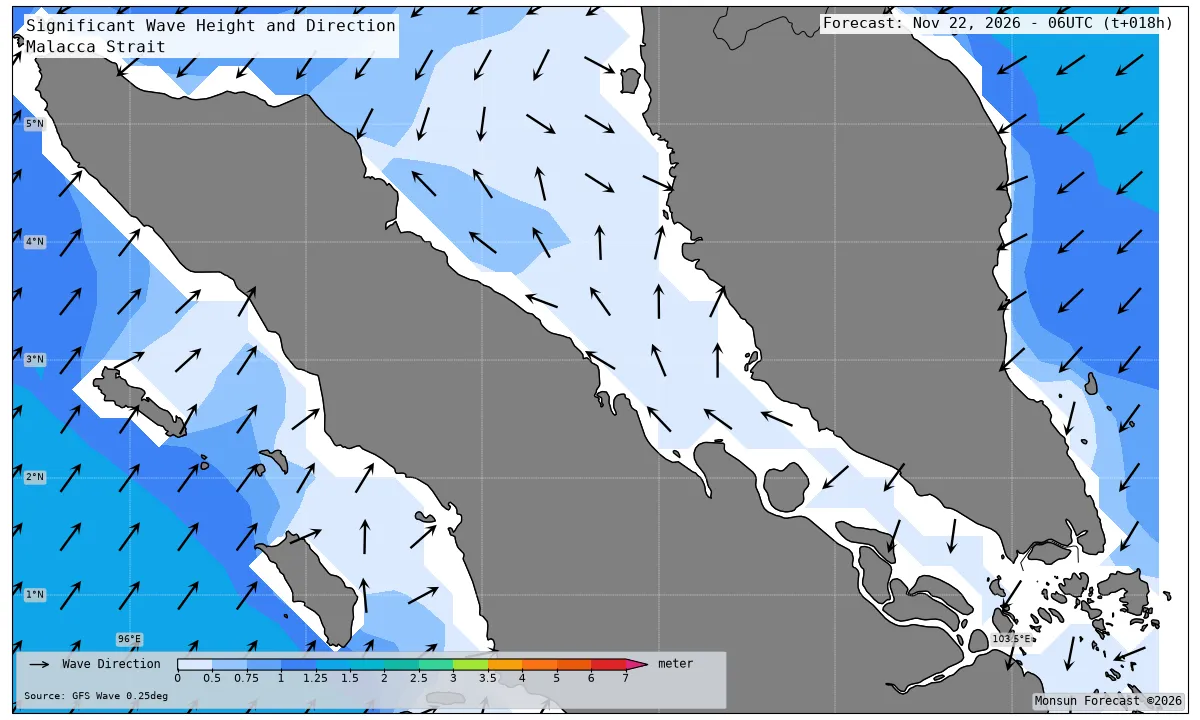 Significant Wave Height and Direction
Malacca Strait
Forecast: Nov 22, 2026 - 06UTC (t+018h)
5°N
4°N
3°N
2°N
1°N
96°E
103.5°E
Wave Direction
0 0.5 0.75 1 1.25 1.5 2 2.5 3 3.5 4 5 6 7
meter
Source: GFS Wave 0.25deg
Monsun Forecast ©2026